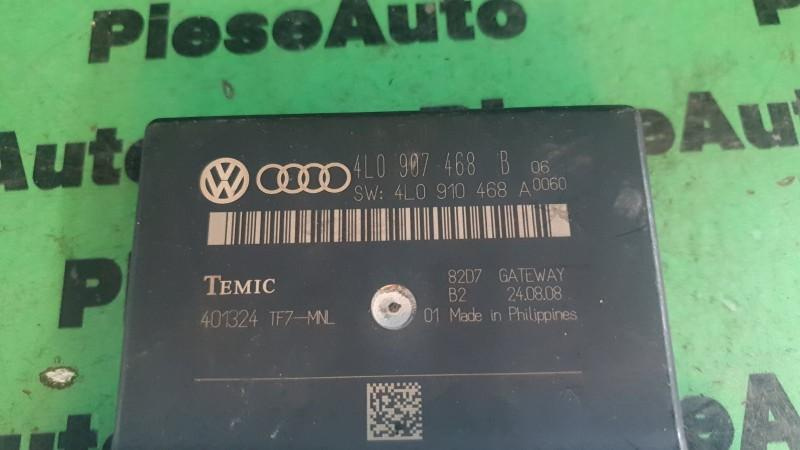 PieseAuto
PieseAuto
4L0 907 468 B 06
SW: 4L0 910 468 A 0060
TEMIC
82D7 GATEWAY
B2 24.08.08
401324 TF7-MNL
01 Made in Philippines